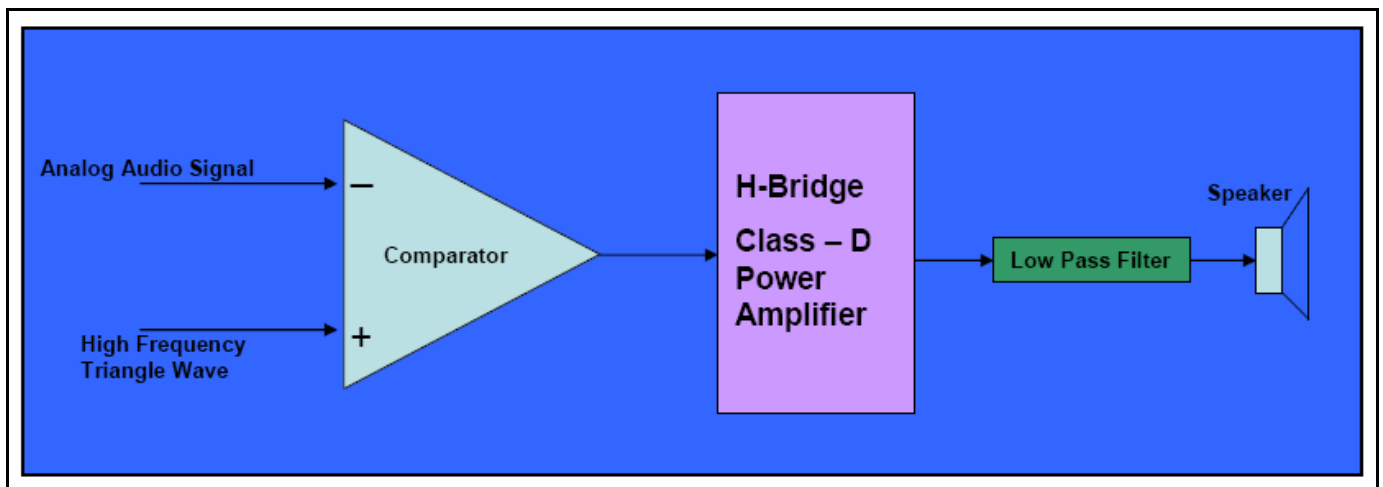 Analog Audio Signal
−
Comparator
+
High Frequency
Triangle Wave
H-Bridge
Class – D
Power
Amplifier
Low Pass Filter
Speaker